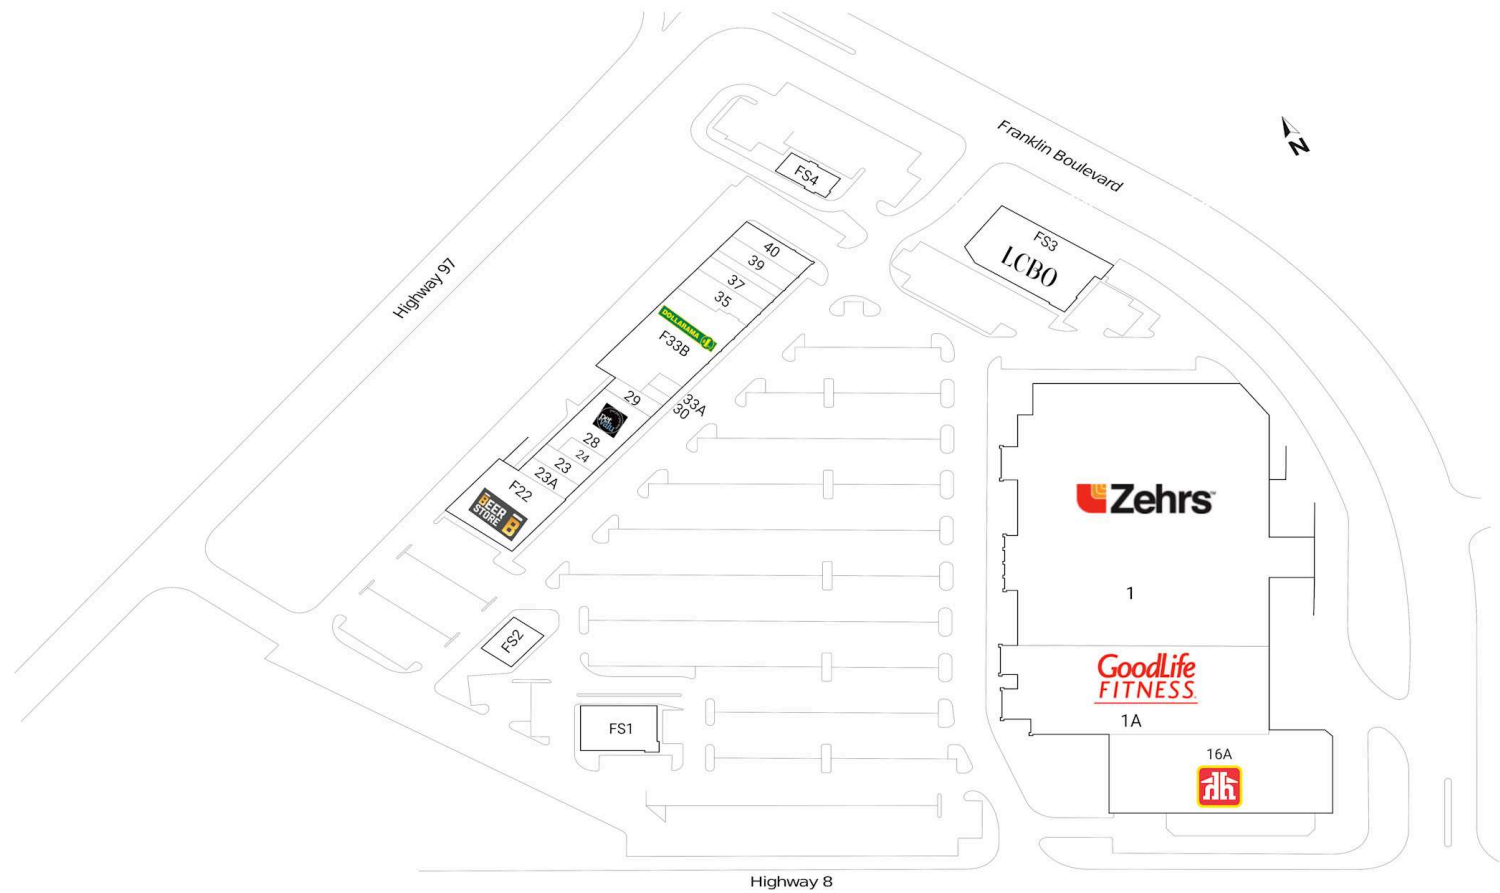 Franklin Boulevard
N
FS4
FS3
LCBO
Highway 97
40
39
37
35
DOLLARAMA
F33B
33A
30
29
28
24
23
23A
F22
BEER
STORE
B
Zehrs
1
FS2
GoodLife
FITNESS
1A
FS1
16A
Highway 8